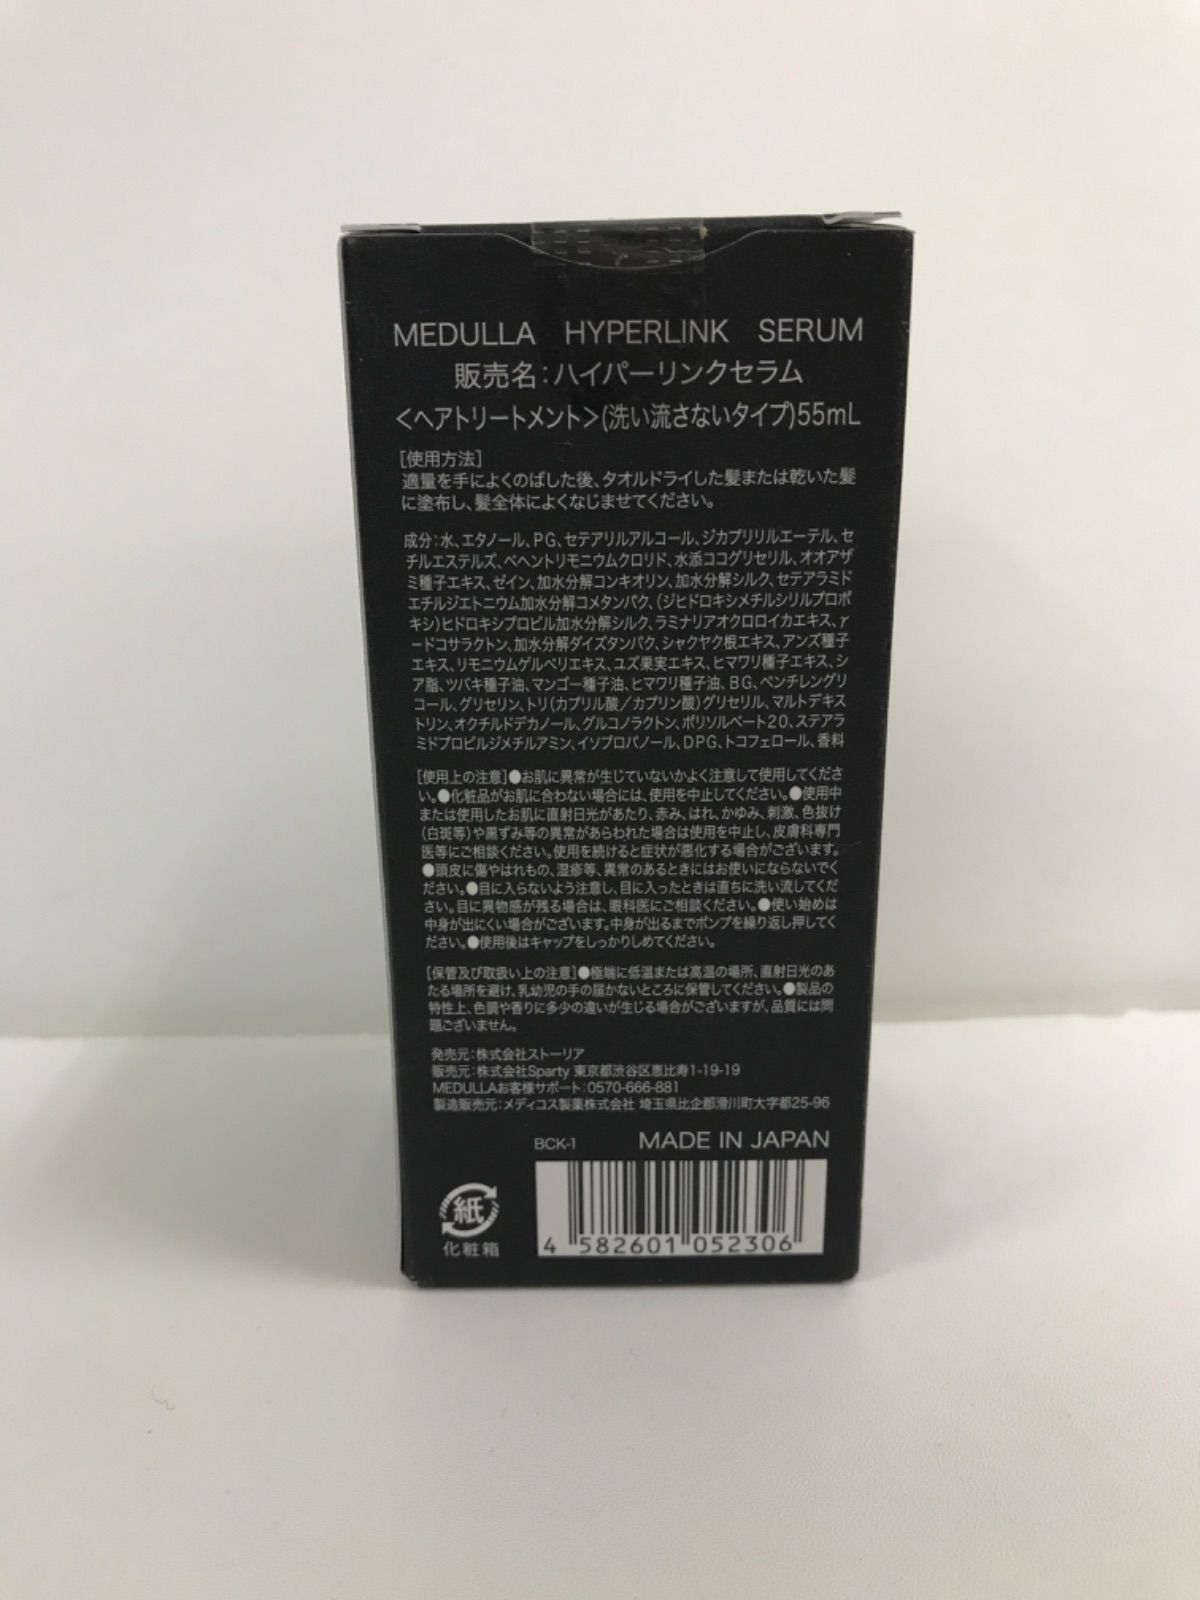 MEDULLA HYPERLINK SERUM
販売名:ハイパーリンクセラム
<ヘアトリートメント>(洗い流さないタイプ)55mL
[使用方法]
適量を手によくのばした後、タオルドライした髪または乾いた髪
に塗布し、髪全体によくなじませてください。
成分:水、エタノール、PG、セテアリルアルコール、ジカプリリルエーテル、セ
チルエステルズ、ベヘントリモニウムクロリド、水添ココグリセリル、オオアザ
ミ種子エキス、ゼイン、加水分解コンキオリン、加水分解シルク、セテアラミド
エチルジエトニウム加水分解コメタンパク、(ジヒドロキシメチルシリルプロポ
キシ)ヒドロキシプロピル加水分解シルク、ラミナリアオクロロイカエキス、γ
ードコサラクトン、加水分解ダイズタンパク、シャクヤク根エキス、アンズ種子
エキス、リモニウムゲルベリエキス、ユズ果実エキス、ヒマワリ種子エキス、シ
ア脂、ツバキ種子油、マンゴー種子油、ヒマワリ種子油、BG、ペンチレングリ
コール、グリセリン、トリ(カプリル酸/カプリン酸)グリセリル、マルトデキス
トリン、オクチルドデカノール、グルコノラクトン、ポリソルベート20、ステアラ
ミドプロピルジメチルアミン、イソプロパノール、DPG、トコフェロール、香料
[使用上の注意]●お肌に異常が生じていないかよく注意して使用してくださ
い。●化粧品がお肌に合わない場合には、使用を中止してください。●使用中
または使用したお肌に直射日光があたり、赤み、はれ、かゆみ、刺激、色抜け
(白斑等)や黒ずみ等の異常があらわれた場合は使用を中止し、皮膚科専門
医等にご相談ください。使用を続けると症状が悪化する場合がございます。
●頭皮に傷やはれもの、湿疹等、異常のあるときにはお使いにならないでく
ださい。●目に入らないよう注意し、目に入ったときは直ちに洗い流してくだ
さい。目に異物感が残る場合は、眼科医にご相談ください。●使い始めは
中身が出にくい場合がございます。中身が出るまでポンプを繰り返し押してく
ださい。●使用後はキャップをしっかりしめてください。
[保管及び取扱い上の注意]●極端に低温または高温の場所、直射日光のあ
たる場所を避け、乳幼児の手の届かないところに保管してください。●製品の
特性上、色調や香りに多少の違いが生じる場合がございますが、品質には問
題ございません。
発売元:株式会社ストーリア
販売元:株式会社Sparty 東京都渋谷区恵比寿1-19-19
MEDULLAお客様サポート:0570-666-881
製造販売元:メディコス製薬株式会社 埼玉県比企郡滑川町大字都25-96
BCK-1 MADE IN JAPAN
紙
化粧箱
4 582601 052306